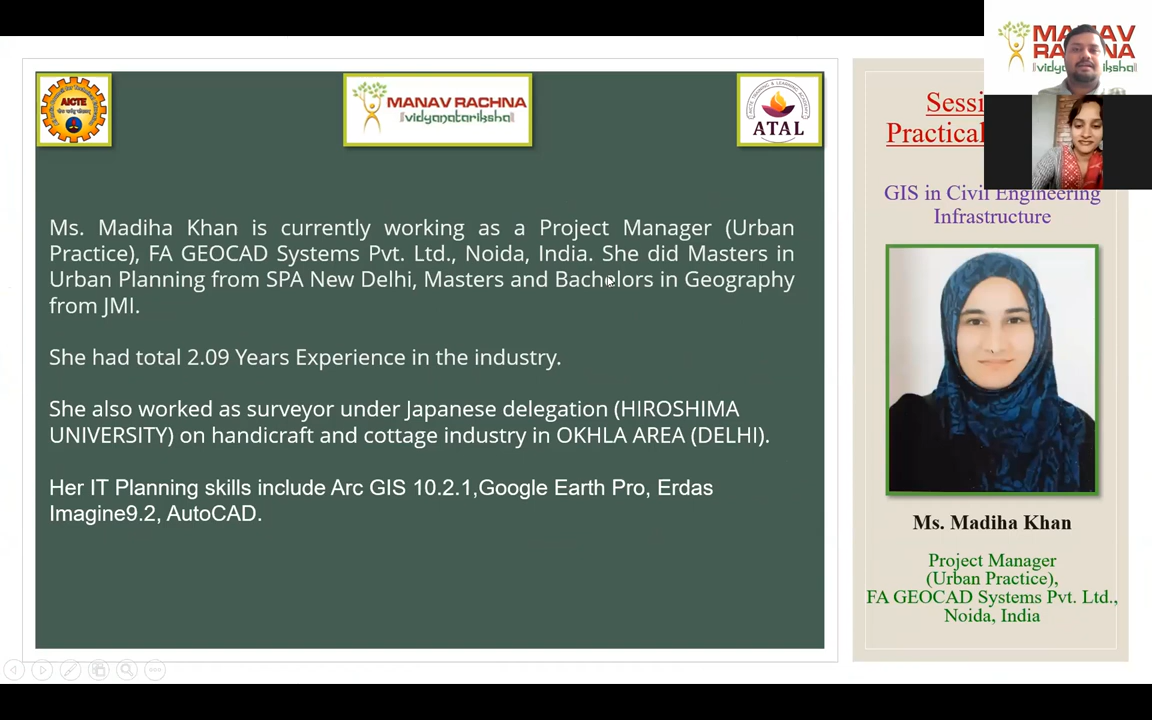 AICTE
MANAV RACHNA
vidyanatariksha
ATAL
Ms. Madiha Khan is currently working as a Project Manager (Urban
Practice), FA GEOCAD Systems Pvt. Ltd., Noida, India. She did Masters in
Urban Planning from SPA New Delhi, Masters and Bachelors in Geography
from JMI.
She had total 2.09 Years Experience in the industry.
She also worked as surveyor under Japanese delegation (HIROSHIMA
UNIVERSITY) on handicraft and cottage industry in OKHLA AREA (DELHI).
Her IT Planning skills include Arc GIS 10.2.1,Google Earth Pro, Erdas
Imagine9.2, AutoCAD.
MANAV
RACHNA
Practical
GIS in Civil Engineering
Infrastructure
Ms. Madiha Khan
Project Manager
(Urban Practice),
FA GEOCAD Systems Pvt. Ltd.,
Noida, India